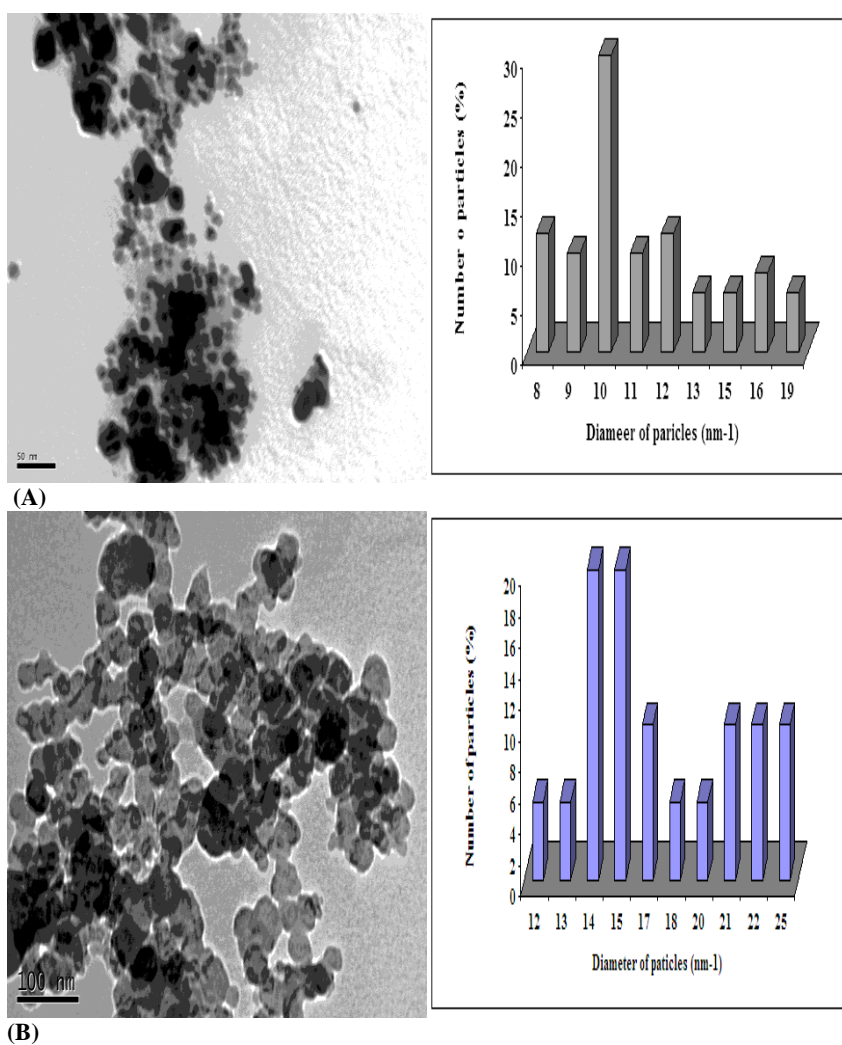 50 nm
Number o particles (%)
30
25
20
15
10
5
0
8 9 10 11 12 13 15 16 19
Diameer of paricles (nm-1)
(A)
100 nm
Number of particles (%)
20
18
16
14
12
10
8
6
4
2
0
12 13 14 15 17 18 20 21 22 25
Diameter of paticles (nm-1)
(B)